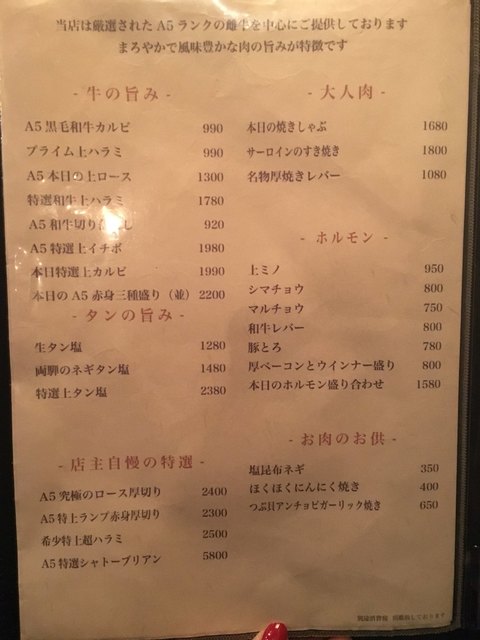 当店は厳選された A5 ランクの雌牛を中心にご提供しております
まろやかで風味豊かな肉の旨みが特徴です
- 牛の旨み -
A5 黒毛和牛カルビ 990
プライム上ハラミ 990
A5 本日の上ロース 1300
特選和牛上ハラミ 1780
A5 和牛切り落とし 920
A5 特選上イチボ 1980
本日特選上カルビ 1990
本日の A5 赤身三種盛り（並） 2200
- タンの旨み -
生タン塩 1280
両駒のネギタン塩 1480
特選上タン塩 2380
- 店主自慢の特選 -
A5 究極のロース厚切り 2400
A5 特上ランプ赤身厚切り 2300
希少特上超ハラミ 2500
A5 特選シャトーブリアン 5800
- 大人肉 -
本日の焼きしゃぶ 1680
サーロインのすき焼き 1800
名物厚焼きレバー 1080
- ホルモン -
上ミノ 950
シマチョウ 800
マルチョウ 750
和牛レバー 800
豚とろ 780
厚ベーコンとウインナー盛り 800
本日のホルモン盛り合わせ 1580
- お肉のお供 -
塩昆布ネギ 350
ほくほくにんにく焼き 400
つぶ貝アンチョビガーリック焼き 650
別途消費税 頂戴致しております